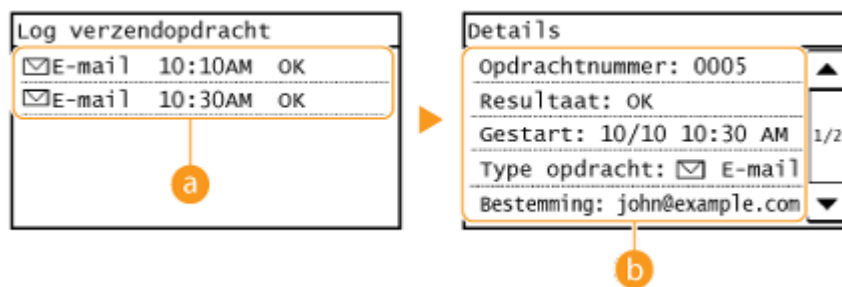 Log verzendopdracht
E-mail 10:10AM OK
E-mail 10:30AM OK
a
Details
Opdrachtnummer: 0005
Resultaat: OK
Gestart: 10/10 10:30 AM
1/2
Type opdracht: E-mail
Bestemming: john@example.com
b